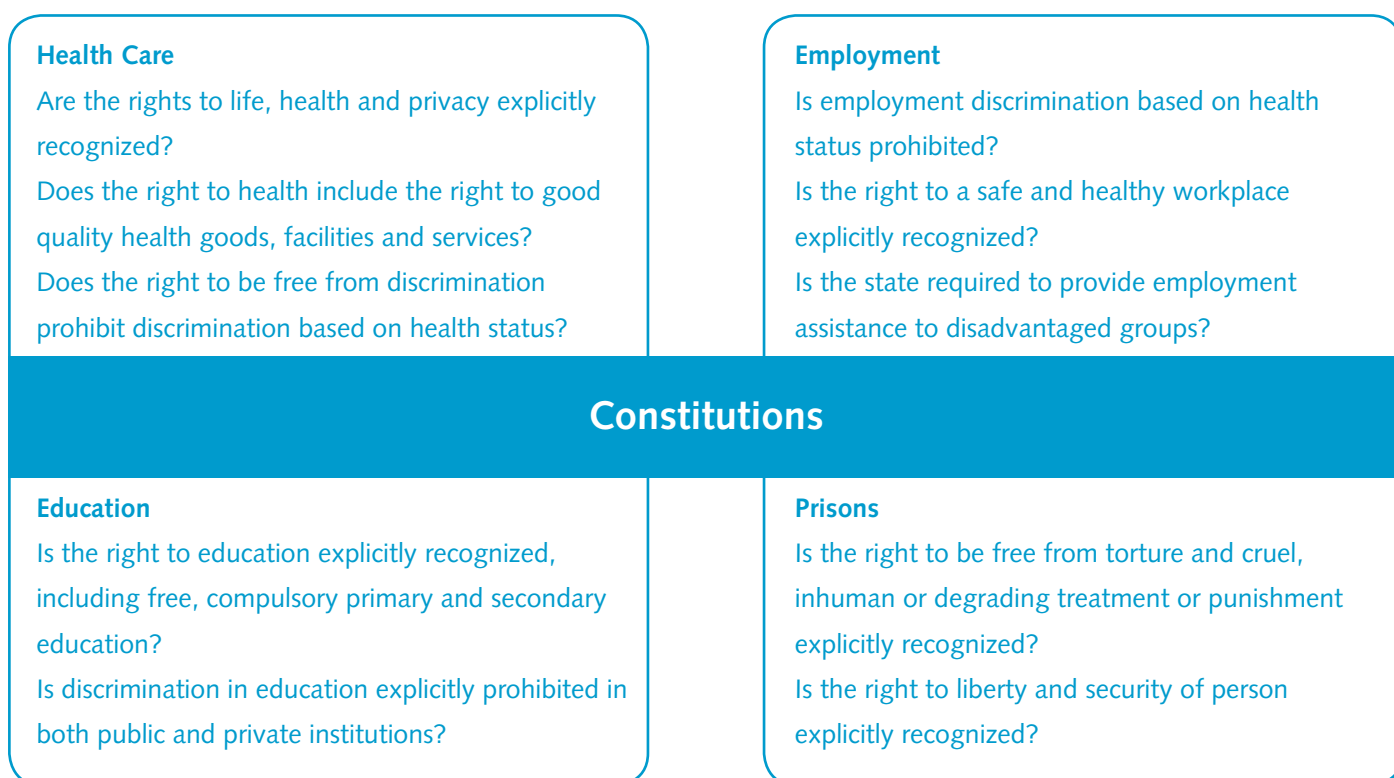 Health Care
Are the rights to life, health and privacy explicitly
recognized?
Does the right to health include the right to good
quality health goods, facilities and services?
Does the right to be free from discrimination
prohibit discrimination based on health status?
Employment
Is employment discrimination based on health
status prohibited?
Is the right to a safe and healthy workplace
explicitly recognized?
Is the state required to provide employment
assistance to disadvantaged groups?
Constitutions
Education
Is the right to education explicitly recognized,
including free, compulsory primary and secondary
education?
Is discrimination in education explicitly prohibited in
both public and private institutions?
Prisons
Is the right to be free from torture and cruel,
inhuman or degrading treatment or punishment
explicitly recognized?
Is the right to liberty and security of person
explicitly recognized?